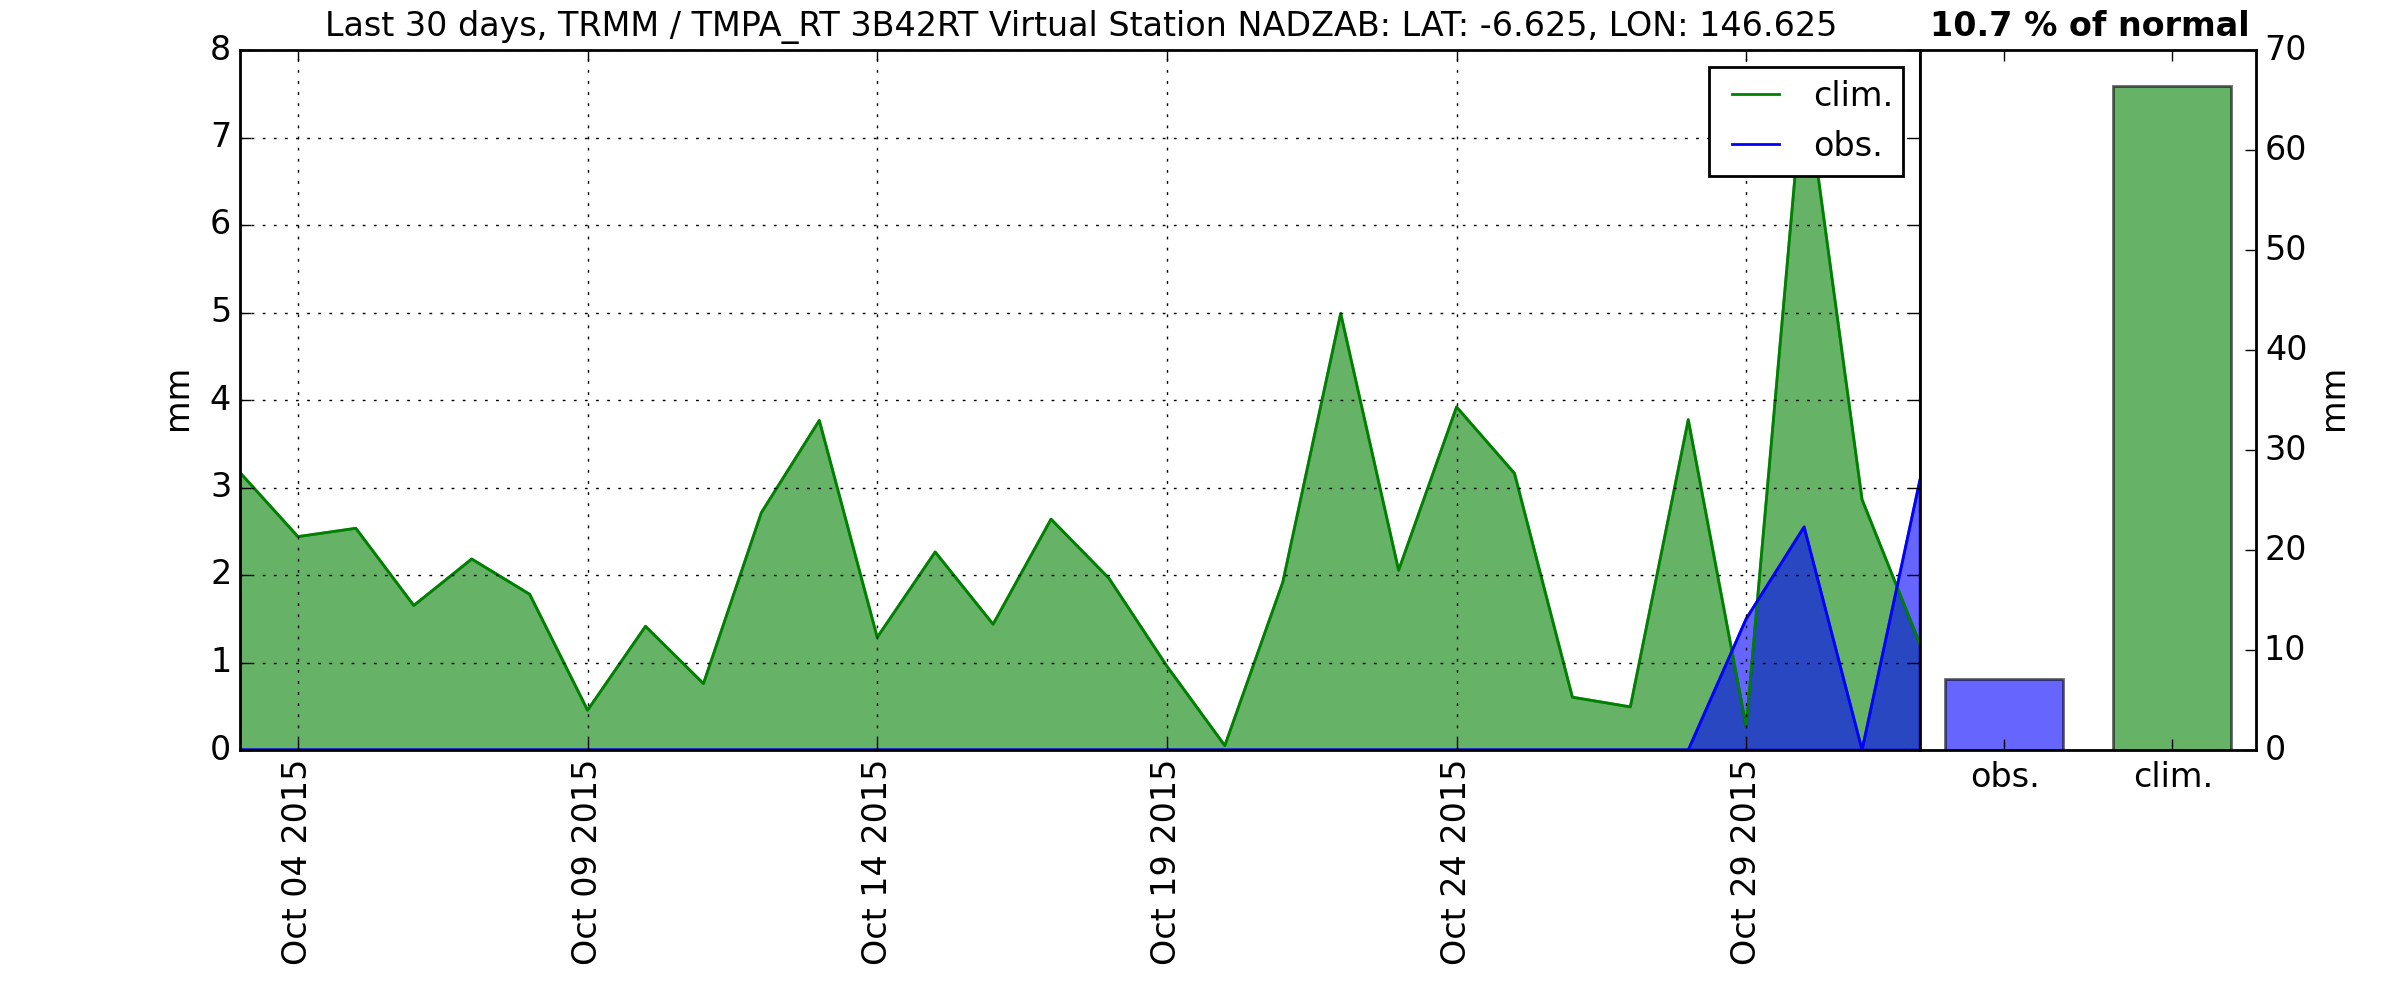 Last 30 days, TRMM / TMPA_RT 3B42RT Virtual Station NADZAB: LAT: -6.625, LON: 146.625
10.7 % of normal
clim.
obs.
8
7
6
5
4
3
2
1
0
mm
Oct 04 2015
Oct 09 2015
Oct 14 2015
Oct 19 2015
Oct 24 2015
Oct 29 2015
obs.
clim.
70
60
50
40
30
20
10
0
mm